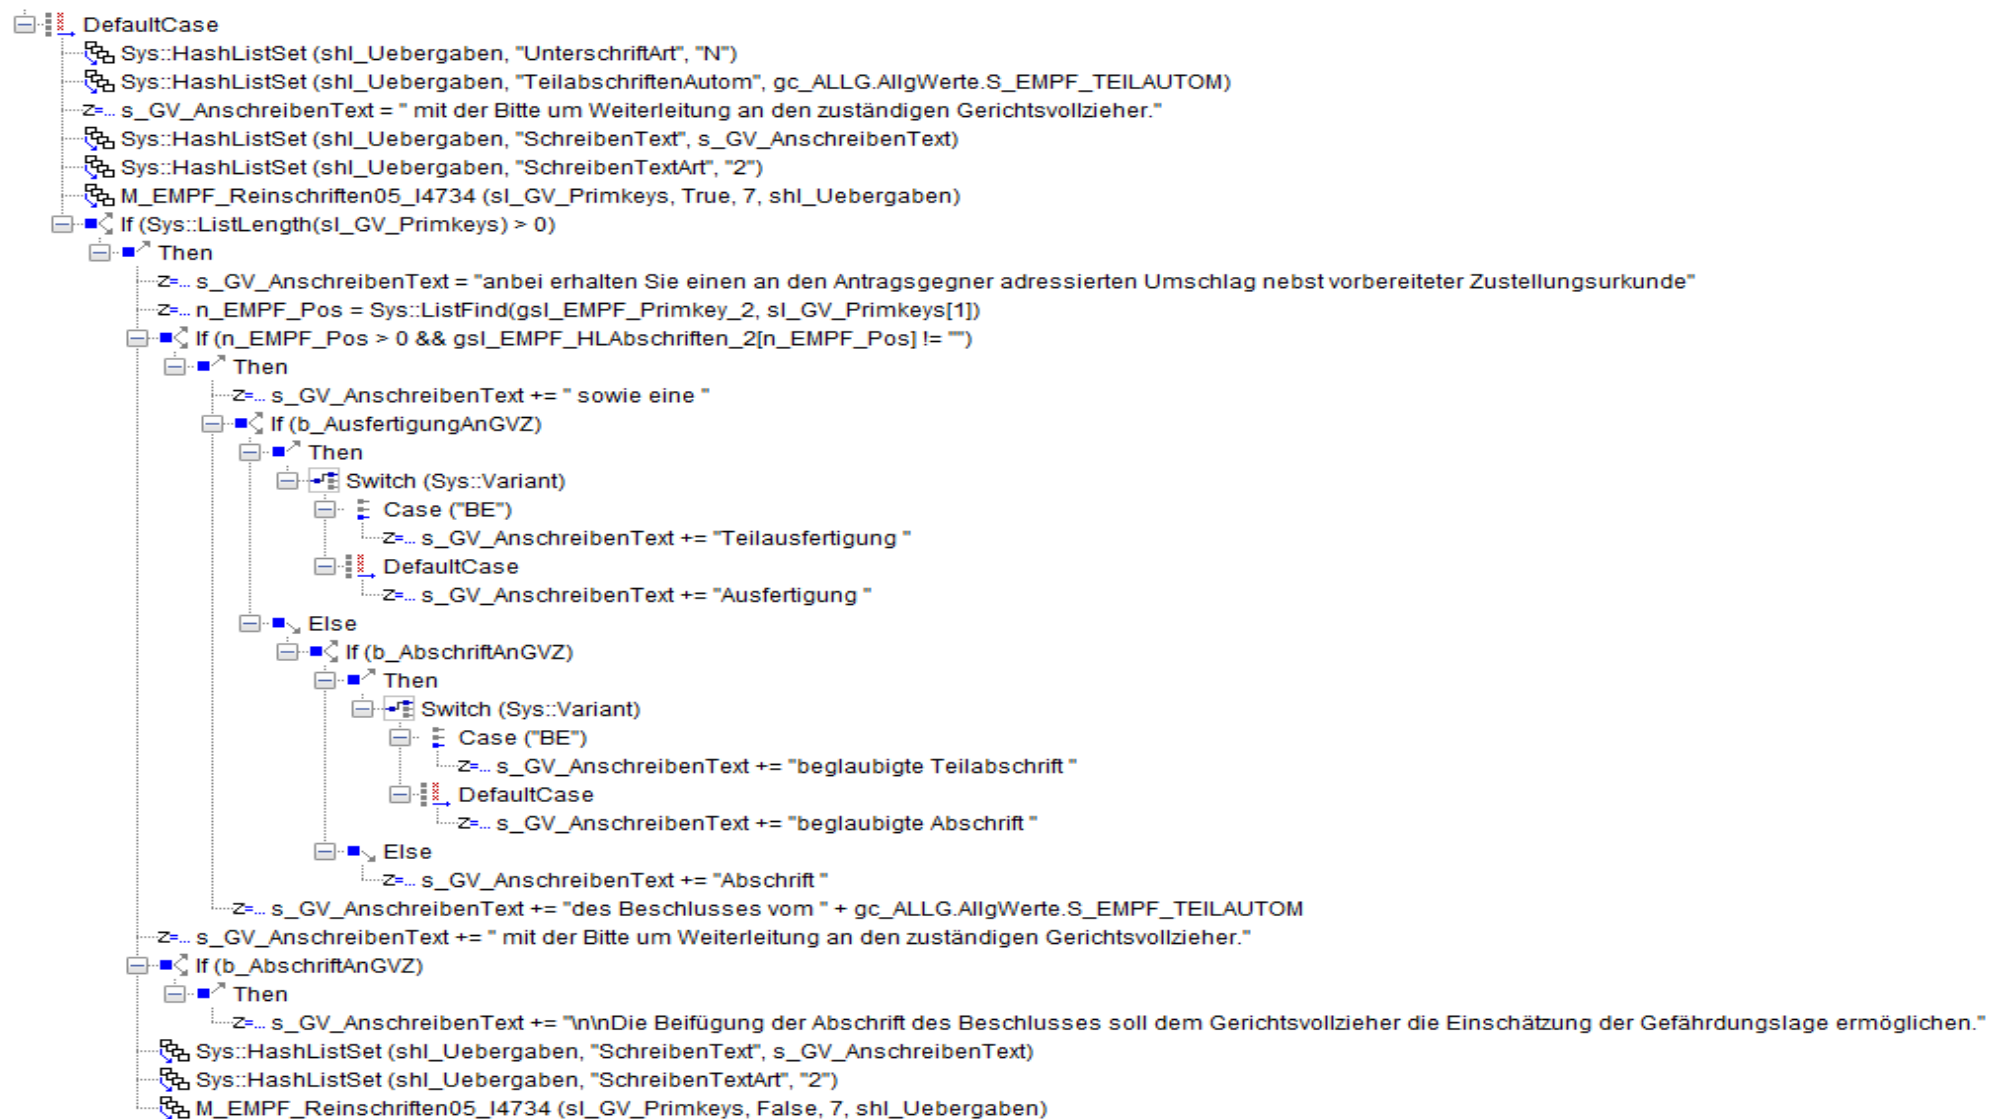 DefaultCase
Sys::HashListSet (shl_Uebergaben, "UnterschriftArt", "N")
Sys::HashListSet (shl_Uebergaben, "TeilabschriftenAutom", gc_ALLG.AllgWerte.S_EMPF_TEILAUTOM)
z=... s_GV_AnschreibenText = " mit der Bitte um Weiterleitung an den zuständigen Gerichtsvollzieher."
Sys::HashListSet (shl_Uebergaben, "SchreibenText", s_GV_AnschreibenText)
Sys::HashListSet (shl_Uebergaben, "SchreibenTextArt", "2")
M_EMPF_Reinschriften05_I4734 (sl_GV_Primkeys, True, 7, shl_Uebergaben)
If (Sys::ListLength(sl_GV_Primkeys) > 0)
Then
z=... s_GV_AnschreibenText = "anbei erhalten Sie einen an den Antragsgegner adressierten Umschlag nebst vorbereiteter Zustellungsurkunde"
z=... n_EMPF_Pos = Sys::ListFind(gsl_EMPF_Primkey_2, sl_GV_Primkeys[1])
If (n_EMPF_Pos > 0 && gsl_EMPF_HLAbschriften_2[n_EMPF_Pos] != "")
Then
z=... s_GV_AnschreibenText += " sowie eine "
If (b_AusfertigungAnGVZ)
Then
Switch (Sys::Variant)
Case ("BE")
z=... s_GV_AnschreibenText += "Teilausfertigung "
DefaultCase
z=... s_GV_AnschreibenText += "Ausfertigung "
Else
If (b_AbschriftAnGVZ)
Then
Switch (Sys::Variant)
Case ("BE")
z=... s_GV_AnschreibenText += "beglaubigte Teilabschrift "
DefaultCase
z=... s_GV_AnschreibenText += "beglaubigte Abschrift "
Else
z=... s_GV_AnschreibenText += "Abschrift "
z=... s_GV_AnschreibenText += "des Beschlusses vom " + gc_ALLG.AllgWerte.S_EMPF_TEILAUTOM
z=... s_GV_AnschreibenText += " mit der Bitte um Weiterleitung an den zuständigen Gerichtsvollzieher."
If (b_AbschriftAnGVZ)
Then
z=... s_GV_AnschreibenText += "\n\nDie Beifügung der Abschrift des Beschlusses soll dem Gerichtsvollzieher die Einschätzung der Gefährdungslage ermöglichen."
Sys::HashListSet (shl_Uebergaben, "SchreibenText", s_GV_AnschreibenText)
Sys::HashListSet (shl_Uebergaben, "SchreibenTextArt", "2")
M_EMPF_Reinschriften05_I4734 (sl_GV_Primkeys, False, 7, shl_Uebergaben)